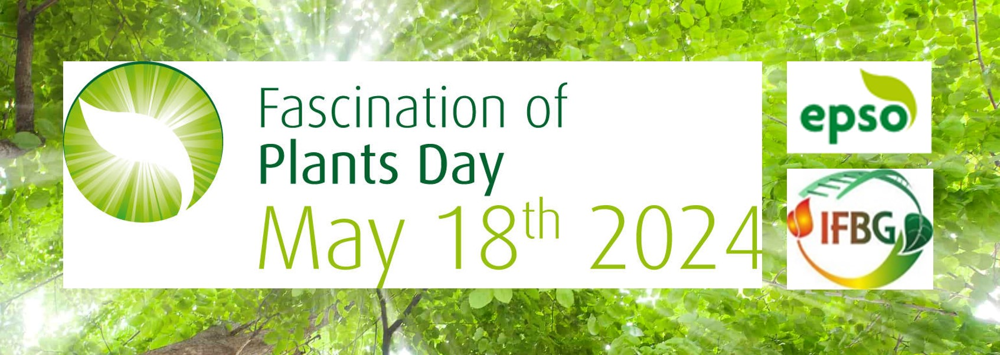 Fascination of
Plants Day
May 18th 2024
epso
IFBG